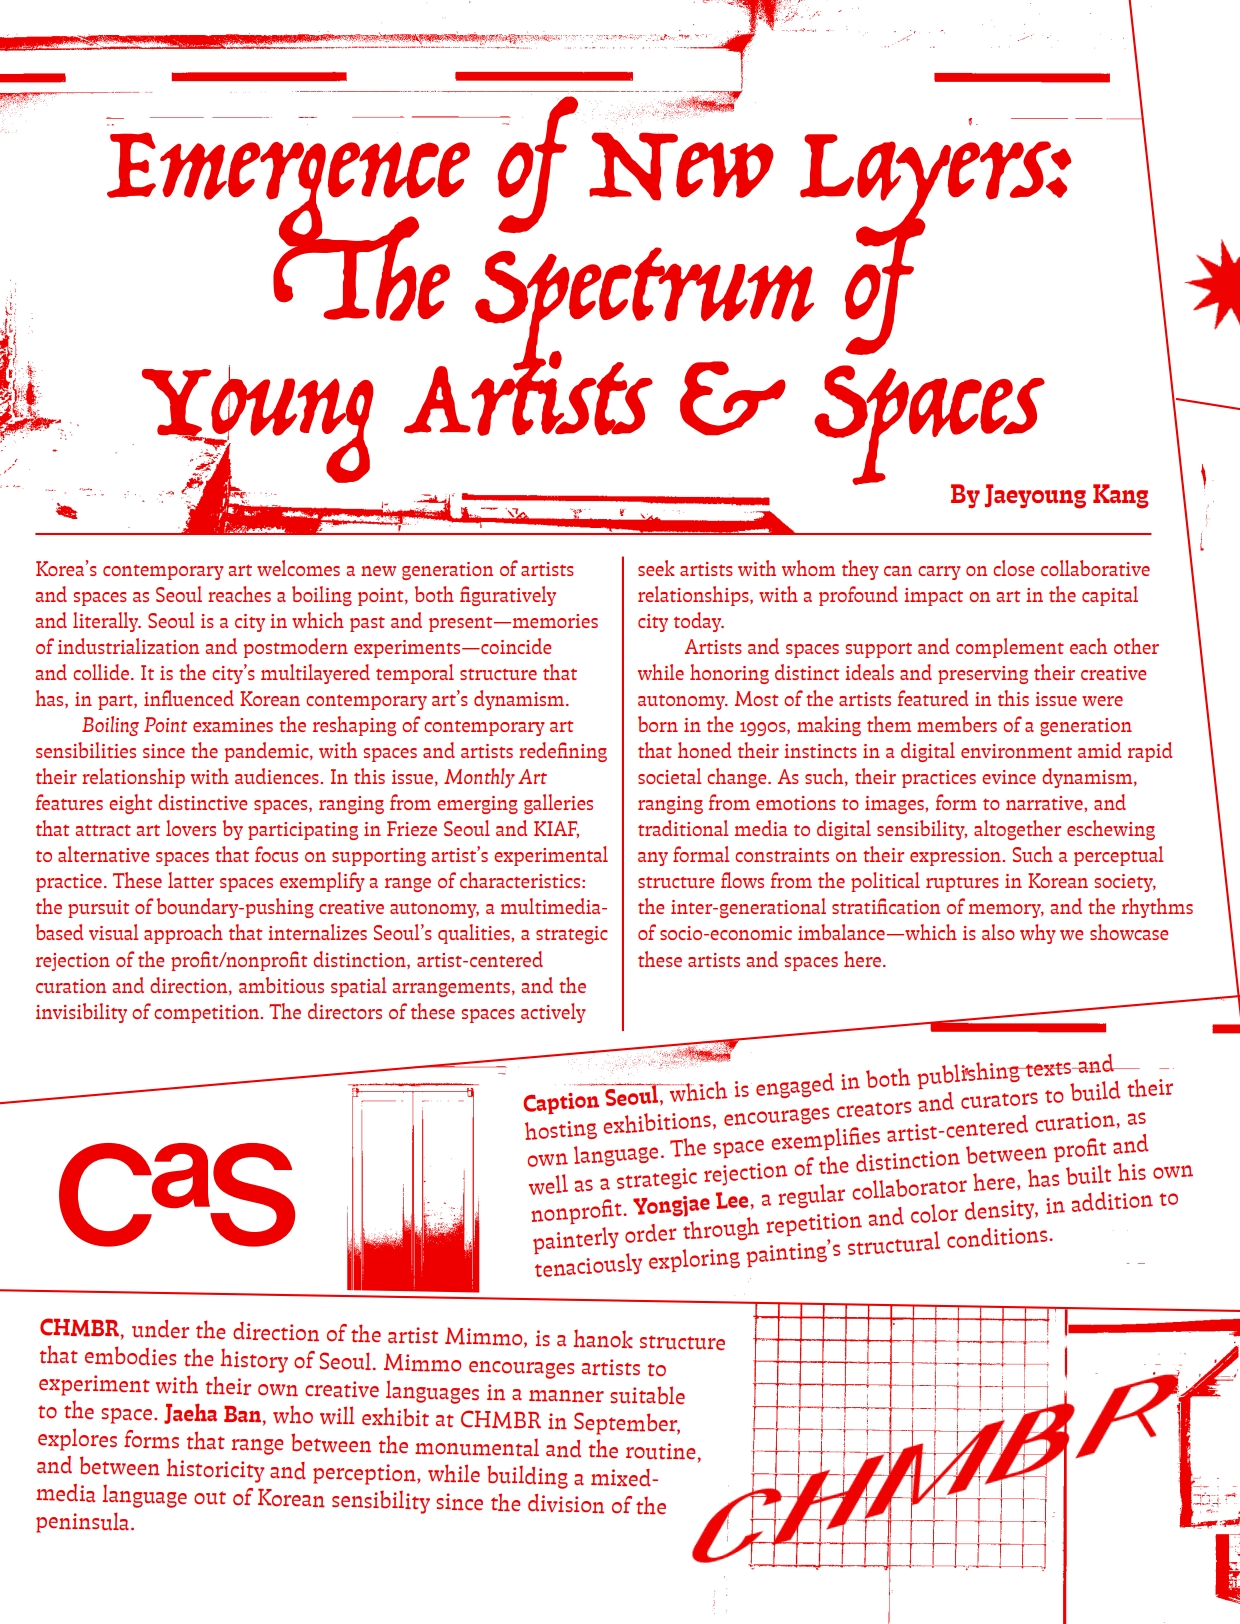 Emergence of New Layers:
The Spectrum of
Young Artists & Spaces
By Jaeyoung Kang
Korea's contemporary art welcomes a new generation of artists
and spaces as Seoul reaches a boiling point, both figuratively
and literally. Seoul is a city in which past and present—memories
of industrialization and postmodern experiments—coincide
and collide. It is the city's multilayered temporal structure that
has, in part, influenced Korean contemporary art's dynamism.
Boiling Point examines the reshaping of contemporary art
sensibilities since the pandemic, with spaces and artists redefining
their relationship with audiences. In this issue, Monthly Art
features eight distinctive spaces, ranging from emerging galleries
that attract art lovers by participating in Frieze Seoul and KIAF,
to alternative spaces that focus on supporting artist's experimental
practice. These latter spaces exemplify a range of characteristics:
the pursuit of boundary-pushing creative autonomy, a multimedia-
based visual approach that internalizes Seoul's qualities, a strategic
rejection of the profit/nonprofit distinction, artist-centered
curation and direction, ambitious spatial arrangements, and the
invisibility of competition. The directors of these spaces actively
seek artists with whom they can carry on close collaborative
relationships, with a profound impact on art in the capital
city today.
Artists and spaces support and complement each other
while honoring distinct ideals and preserving their creative
autonomy. Most of the artists featured in this issue were
born in the 1990s, making them members of a generation
that honed their instincts in a digital environment amid rapid
societal change. As such, their practices evince dynamism,
ranging from emotions to images, form to narrative, and
traditional media to digital sensibility, altogether eschewing
any formal constraints on their expression. Such a perceptual
structure flows from the political ruptures in Korean society,
the inter-generational stratification of memory, and the rhythms
of socio-economic imbalance—which is also why we showcase
these artists and spaces here.
CaS
Caption Seoul, which is engaged in both publishing texts and
hosting exhibitions, encourages creators and curators to build their
own language. The space exemplifies artist-centered curation, as
well as a strategic rejection of the distinction between profit and
nonprofit. Yongjae Lee, a regular collaborator here, has built his own
painterly order through repetition and color density, in addition to
tenaciously exploring painting's structural conditions.
CHMBR, under the direction of the artist Mimmo, is a hanok structure
that embodies the history of Seoul. Mimmo encourages artists to
experiment with their own creative languages in a manner suitable
to the space. Jaeha Ban, who will exhibit at CHMBR in September,
explores forms that range between the monumental and the routine,
and between historicity and perception, while building a mixed-
media language out of Korean sensibility since the division of the
peninsula.
CHMBR